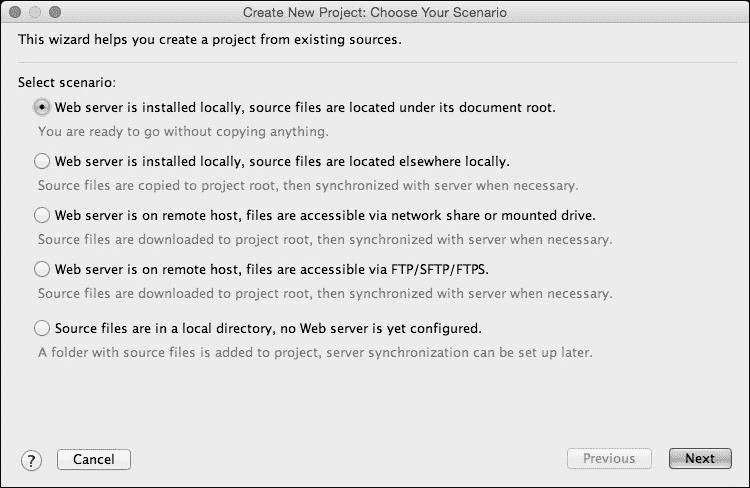 Create New Project: Choose Your Scenario
This wizard helps you create a project from existing sources.
Select scenario:
Web server is installed locally, source files are located under its document root.
You are ready to go without copying anything.
Web server is installed locally, source files are located elsewhere locally.
Source files are copied to project root, then synchronized with server when necessary.
Web server is on remote host, files are accessible via network share or mounted drive.
Source files are downloaded to project root, then synchronized with server when necessary.
Web server is on remote host, files are accessible via FTP/SFTP/FTPS.
Source files are downloaded to project root, then synchronized with server when necessary.
Source files are in a local directory, no Web server is yet configured.
A folder with source files is added to project, server synchronization can be set up later.
? Cancel Previous Next